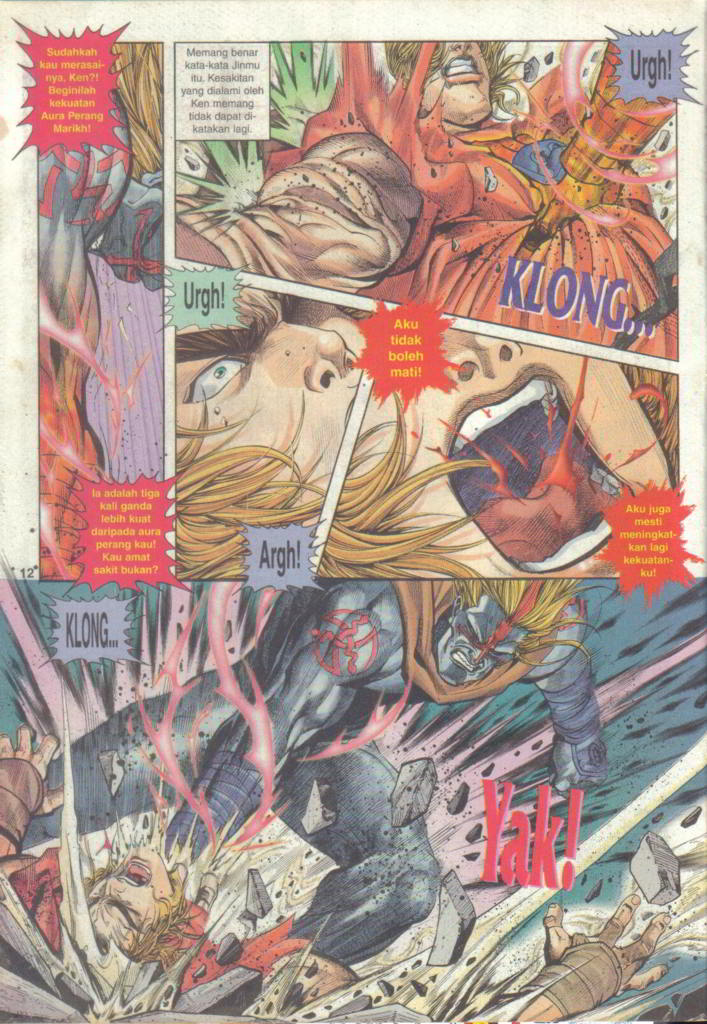 Sudahkah
kau merasai-
nya, Ken?!
Beginilah
kekuatan
Aura Perang
Marikh!
Ia adalah tiga
kali ganda
lebih kuat
daripada aura
perang kau!
Kau amat
sakit bukan?
Memang benar
kata-kata Jinmu
itu. Kesakitan
yang dialami oleh
Ken memang
tidak dapat di-
katakan lagi.
Urgh!
KLONG...
Urgh!
Aku
tidak
boleh
mati!
Argh!
Aku juga
mesti
meningkat-
kan lagi
kekuatan-
ku!
12
KLONG...
Yak!